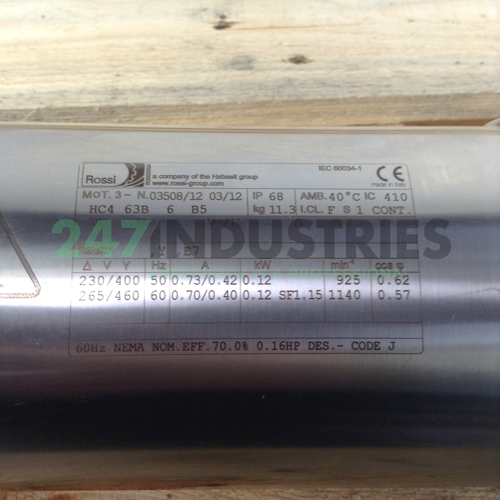 Rossi
a company of the Habasit group
www.rossi-group.com
IEC 60034-1
CE
made in Italy
MOT. 3~ N.03508/12 03/12 IP 68 AMB.40°C IC 410
HC4 63B 6 B5 kg 11.3 I.CL. F S 1 CONT.
247INDUSTRIES
,E7
Δ V Y Hz A kW min⁻¹ cos φ
230/400 50 0.73/0.42 0.12 925 0.62
265/460 60 0.70/0.40 0.12 SF1.15 1140 0.57
60Hz NEMA NOM.EFF.70.0% 0.16HP DES.- CODE J